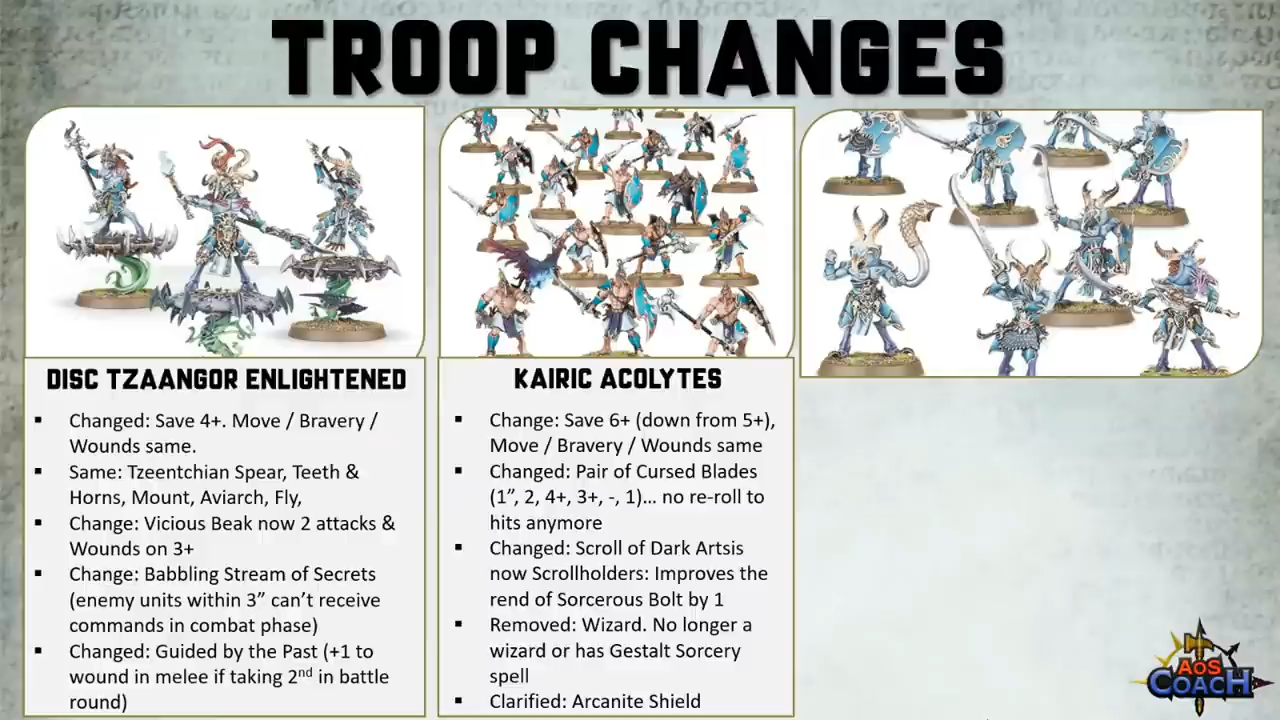 TROOP CHANGES
DISC TZAANGOR ENLIGHTENED
▪ Changed: Save 4+. Move / Bravery /
Wounds same.
▪ Same: Tzeentchian Spear, Teeth &
Horns, Mount, Aviarch, Fly,
▪ Change: Vicious Beak now 2 attacks &
Wounds on 3+
▪ Change: Babbling Stream of Secrets
(enemy units within 3” can’t receive
commands in combat phase)
▪ Changed: Guided by the Past (+1 to
wound in melee if taking 2nd in battle
round)
KAIRIC ACOLYTES
▪ Change: Save 6+ (down from 5+),
Move / Bravery / Wounds same
▪ Changed: Pair of Cursed Blades
(1”, 2, 4+, 3+, -, 1)… no re-roll to
hits anymore
▪ Changed: Scroll of Dark Artsis
now Scrollholders: Improves the
rend of Sorcerous Bolt by 1
▪ Removed: Wizard. No longer a
wizard or has Gestalt Sorcery
spell
▪ Clarified: Arcanite Shield
AoS
COACH